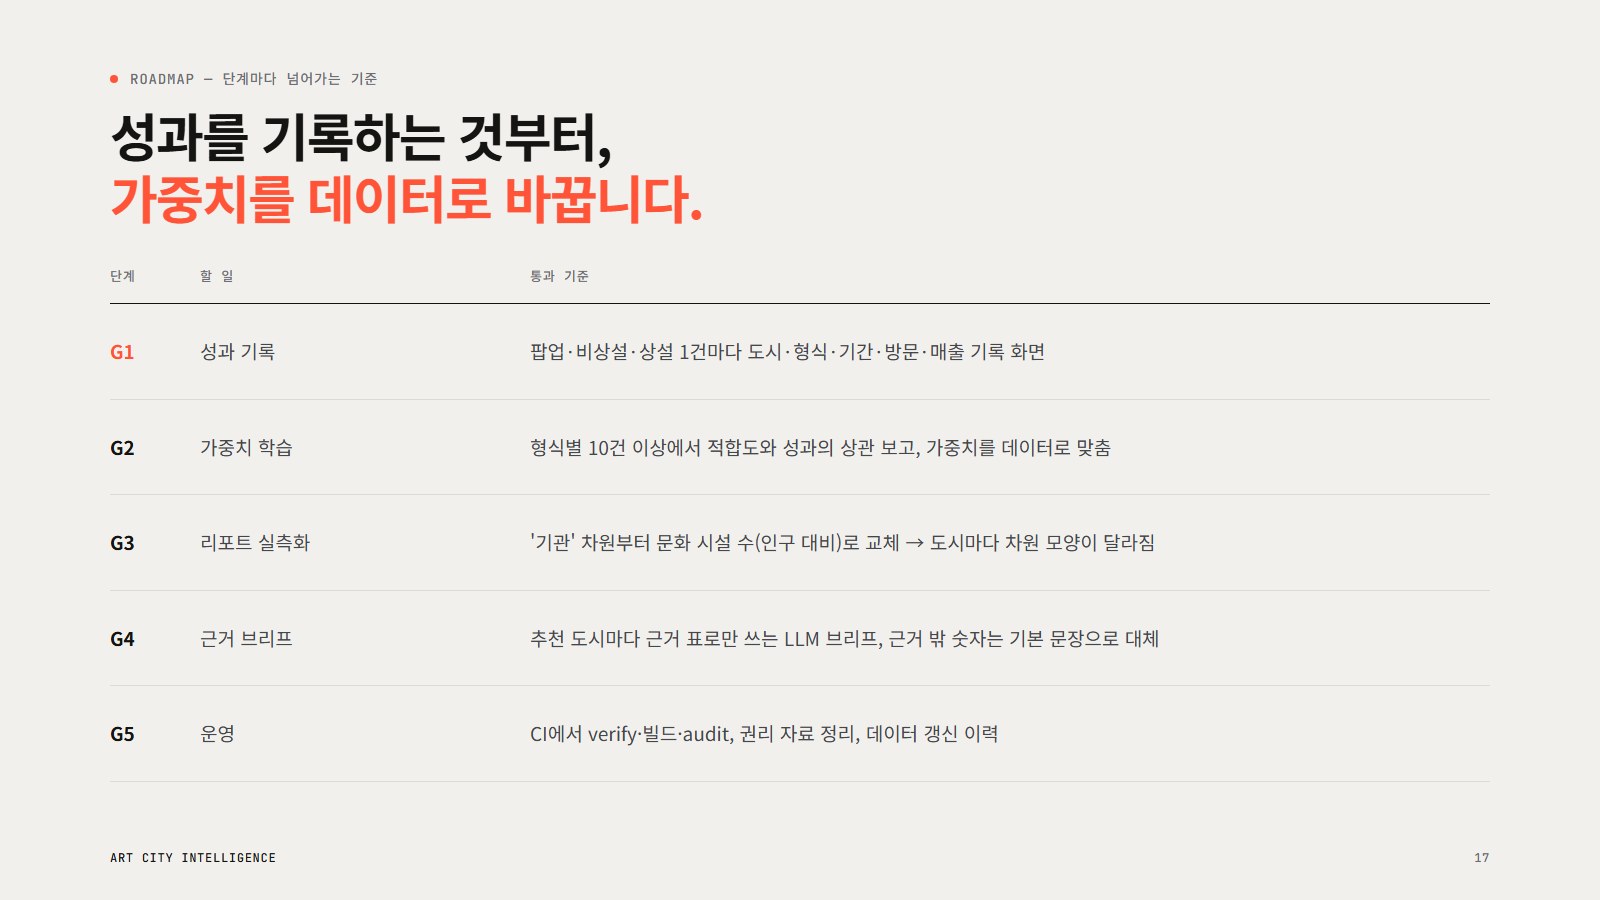 ROADMAP — 단계마다 넘어가는 기준
성과를 기록하는 것부터,
가중치를 데이터로 바꿉니다.
단계 할 일 통과 기준
G1 성과 기록 팝업·비상설·상설 1건마다 도시·형식·기간·방문·매출 기록 화면
G2 가중치 학습 형식별 10건 이상에서 적합도와 성과의 상관 보고, 가중치를 데이터로 맞춤
G3 리포트 실측화 '기관' 차원부터 문화 시설 수(인구 대비)로 교체 → 도시마다 차원 모양이 달라짐
G4 근거 브리프 추천 도시마다 근거 표로만 쓰는 LLM 브리프, 근거 밖 숫자는 기본 문장으로 대체
G5 운영 CI에서 verify·빌드·audit, 권리 자료 정리, 데이터 갱신 이력
ART CITY INTELLIGENCE 17